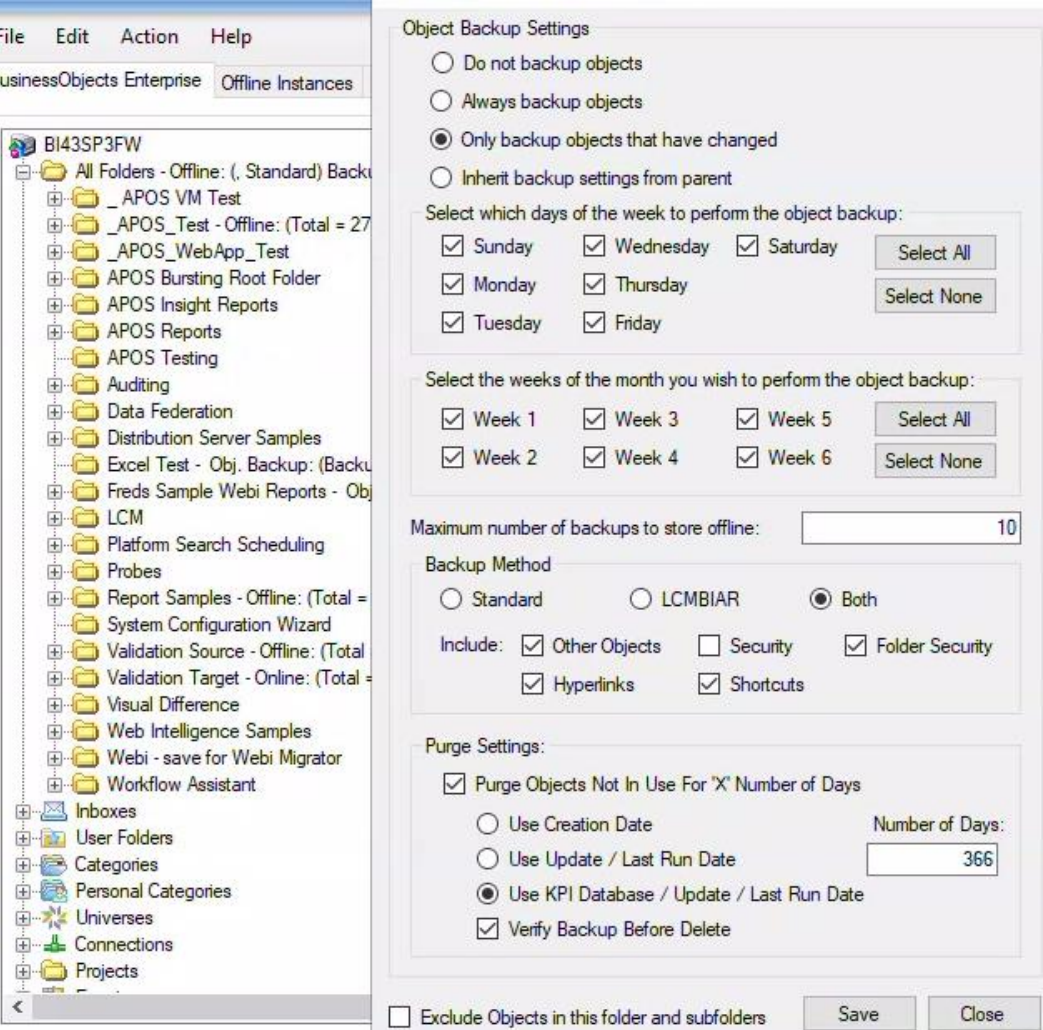 File Edit Action Help
usinessObjects Enterprise Offline Instances
BI43SP3FW
All Folders - Offline: (, Standard) Backu
_ APOS VM Test
_APOS_Test - Offline: (Total = 27
_APOS_WebApp_Test
APOS Bursting Root Folder
APOS Insight Reports
APOS Reports
APOS Testing
Auditing
Data Federation
Distribution Server Samples
Excel Test - Obj. Backup: (Backu
Freds Sample Webi Reports - Obj
LCM
Platform Search Scheduling
Probes
Report Samples - Offline: (Total =
System Configuration Wizard
Validation Source - Offline: (Total
Validation Target - Online: (Total =
Visual Difference
Web Intelligence Samples
Webi - save for Webi Migrator
Workflow Assistant
Inboxes
User Folders
Categories
Personal Categories
Universes
Connections
Projects
Object Backup Settings
Do not backup objects
Always backup objects
Only backup objects that have changed
Inherit backup settings from parent
Select which days of the week to perform the object backup:
Sunday Wednesday Saturday Select All
Monday Thursday Select None
Tuesday Friday
Select the weeks of the month you wish to perform the object backup:
Week 1 Week 3 Week 5 Select All
Week 2 Week 4 Week 6 Select None
Maximum number of backups to store offline: 10
Backup Method
Standard LCMBIAR Both
Include: Other Objects Security Folder Security
Hyperlinks Shortcuts
Purge Settings:
Purge Objects Not In Use For "X" Number of Days
Use Creation Date Number of Days:
Use Update / Last Run Date 366
Use KPI Database / Update / Last Run Date
Verify Backup Before Delete
Exclude Objects in this folder and subfolders Save Close